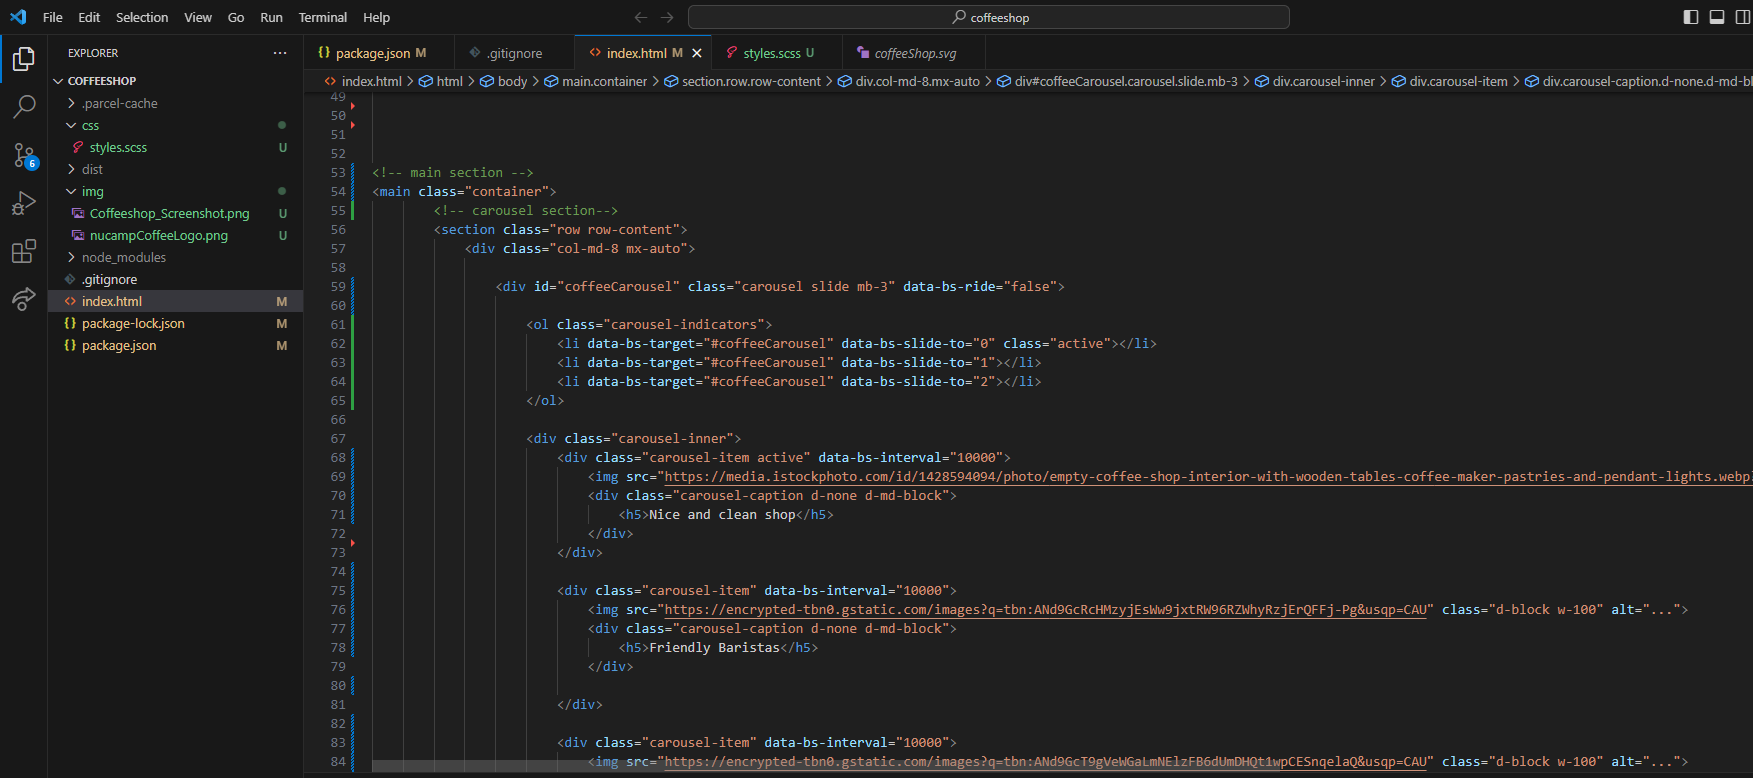 File Edit Selection View Go Run Terminal Help
coffeeshop
EXPLORER
package.json M
.gitignore
index.html M
styles.scss U
coffeeShop.svg
COFFEESHOP
index.html > html > body > main.container > section.row.row-content > div.col-md-8.mx-auto > div#coffeeCarousel.carousel.slide.mb-3 > div.carousel-inner > div.carousel-item > div.carousel-caption.d-none.d-md-bl
.parcel-cache
css
styles.scss U
dist
img
Coffeeshop_Screenshot.png U
nucampCoffeeLogo.png U
node_modules
.gitignore
index.html M
package-lock.json M
package.json M
6
49
50
51
52
53 <!-- main section -->
54 <main class="container">
55 <!-- carousel section-->
56 <section class="row row-content">
57 <div class="col-md-8 mx-auto">
58
59 <div id="coffeeCarousel" class="carousel slide mb-3" data-bs-ride="false">
60
61 <ol class="carousel-indicators">
62 <li data-bs-target="#coffeeCarousel" data-bs-slide-to="0" class="active"></li>
63 <li data-bs-target="#coffeeCarousel" data-bs-slide-to="1"></li>
64 <li data-bs-target="#coffeeCarousel" data-bs-slide-to="2"></li>
65 </ol>
66
67 <div class="carousel-inner">
68 <div class="carousel-item active" data-bs-interval="10000">
69 <img src="https://media.istockphoto.com/id/1428594094/photo/empty-coffee-shop-interior-with-wooden-tables-coffee-maker-pastries-and-pendant-lights.webp?
70 <div class="carousel-caption d-none d-md-block">
71 <h5>Nice and clean shop</h5>
72 </div>
73 </div>
74
75 <div class="carousel-item" data-bs-interval="10000">
76 <img src="https://encrypted-tbn0.gstatic.com/images?q=tbn:ANd9GcRcHMzyjEsWw9jxtRW96RZWhyRzjErQFFj-Pg&usqp=CAU" class="d-block w-100" alt="...">
77 <div class="carousel-caption d-none d-md-block">
78 <h5>Friendly Baristas</h5>
79 </div>
80
81 </div>
82
83 <div class="carousel-item" data-bs-interval="10000">
84 <img src="https://encrypted-tbn0.gstatic.com/images?q=tbn:ANd9GcT9gVeWGaLmNElzFB6dUmDHQt1wpCESnqelaQ&usqp=CAU" class="d-block w-100" alt="...">